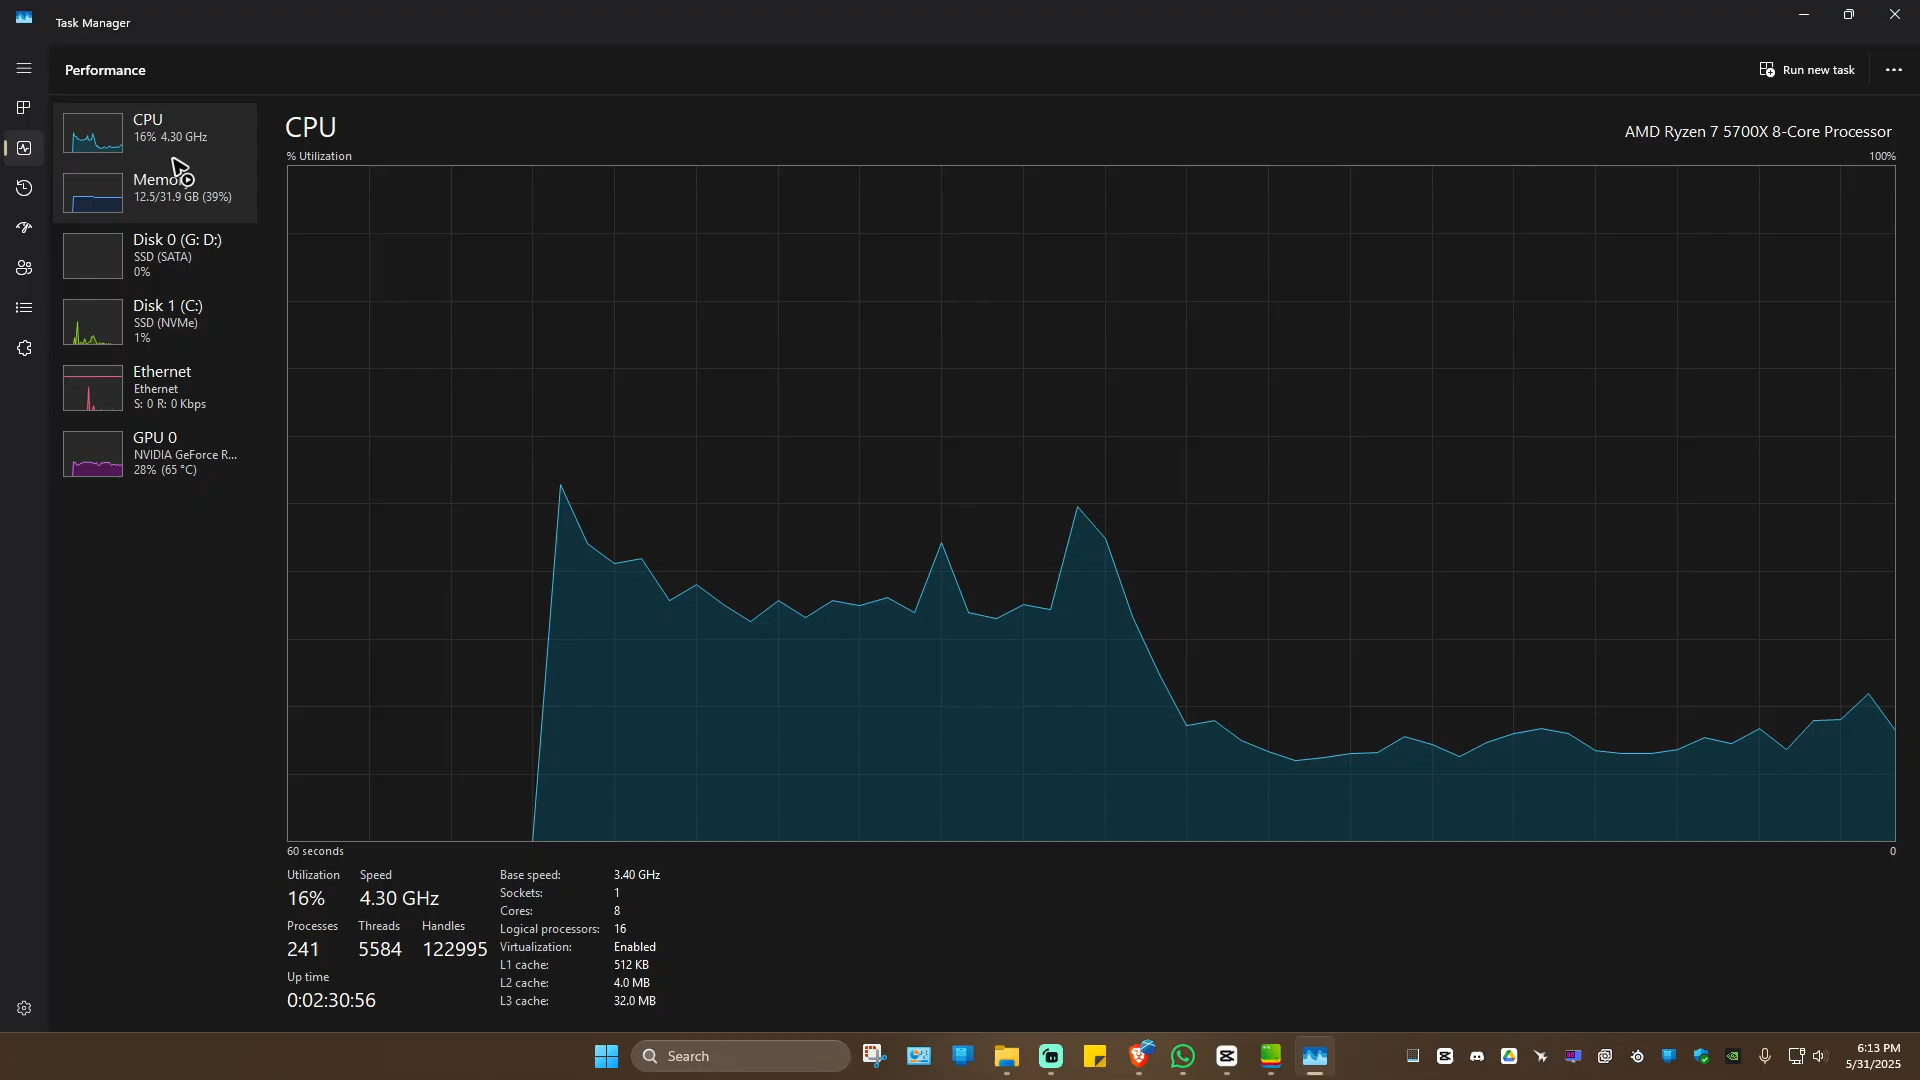 Task Manager
Performance
Run new task
CPU
16% 4.30 GHz
Memory
12.5/31.9 GB (39%)
Disk 0 (G: D:)
SSD (SATA)
0%
Disk 1 (C:)
SSD (NVMe)
1%
Ethernet
Ethernet
S: 0 R: 0 Kbps
GPU 0
NVIDIA GeForce R...
28% (65 °C)
CPU
AMD Ryzen 7 5700X 8-Core Processor
% Utilization
100%
60 seconds
0
Utilization Speed
16% 4.30 GHz
Processes Threads Handles
241 5584 122995
Up time
0:02:30:56
Base speed: 3.40 GHz
Sockets: 1
Cores: 8
Logical processors: 16
Virtualization: Enabled
L1 cache: 512 KB
L2 cache: 4.0 MB
L3 cache: 32.0 MB
Search
6:13 PM
5/31/2025